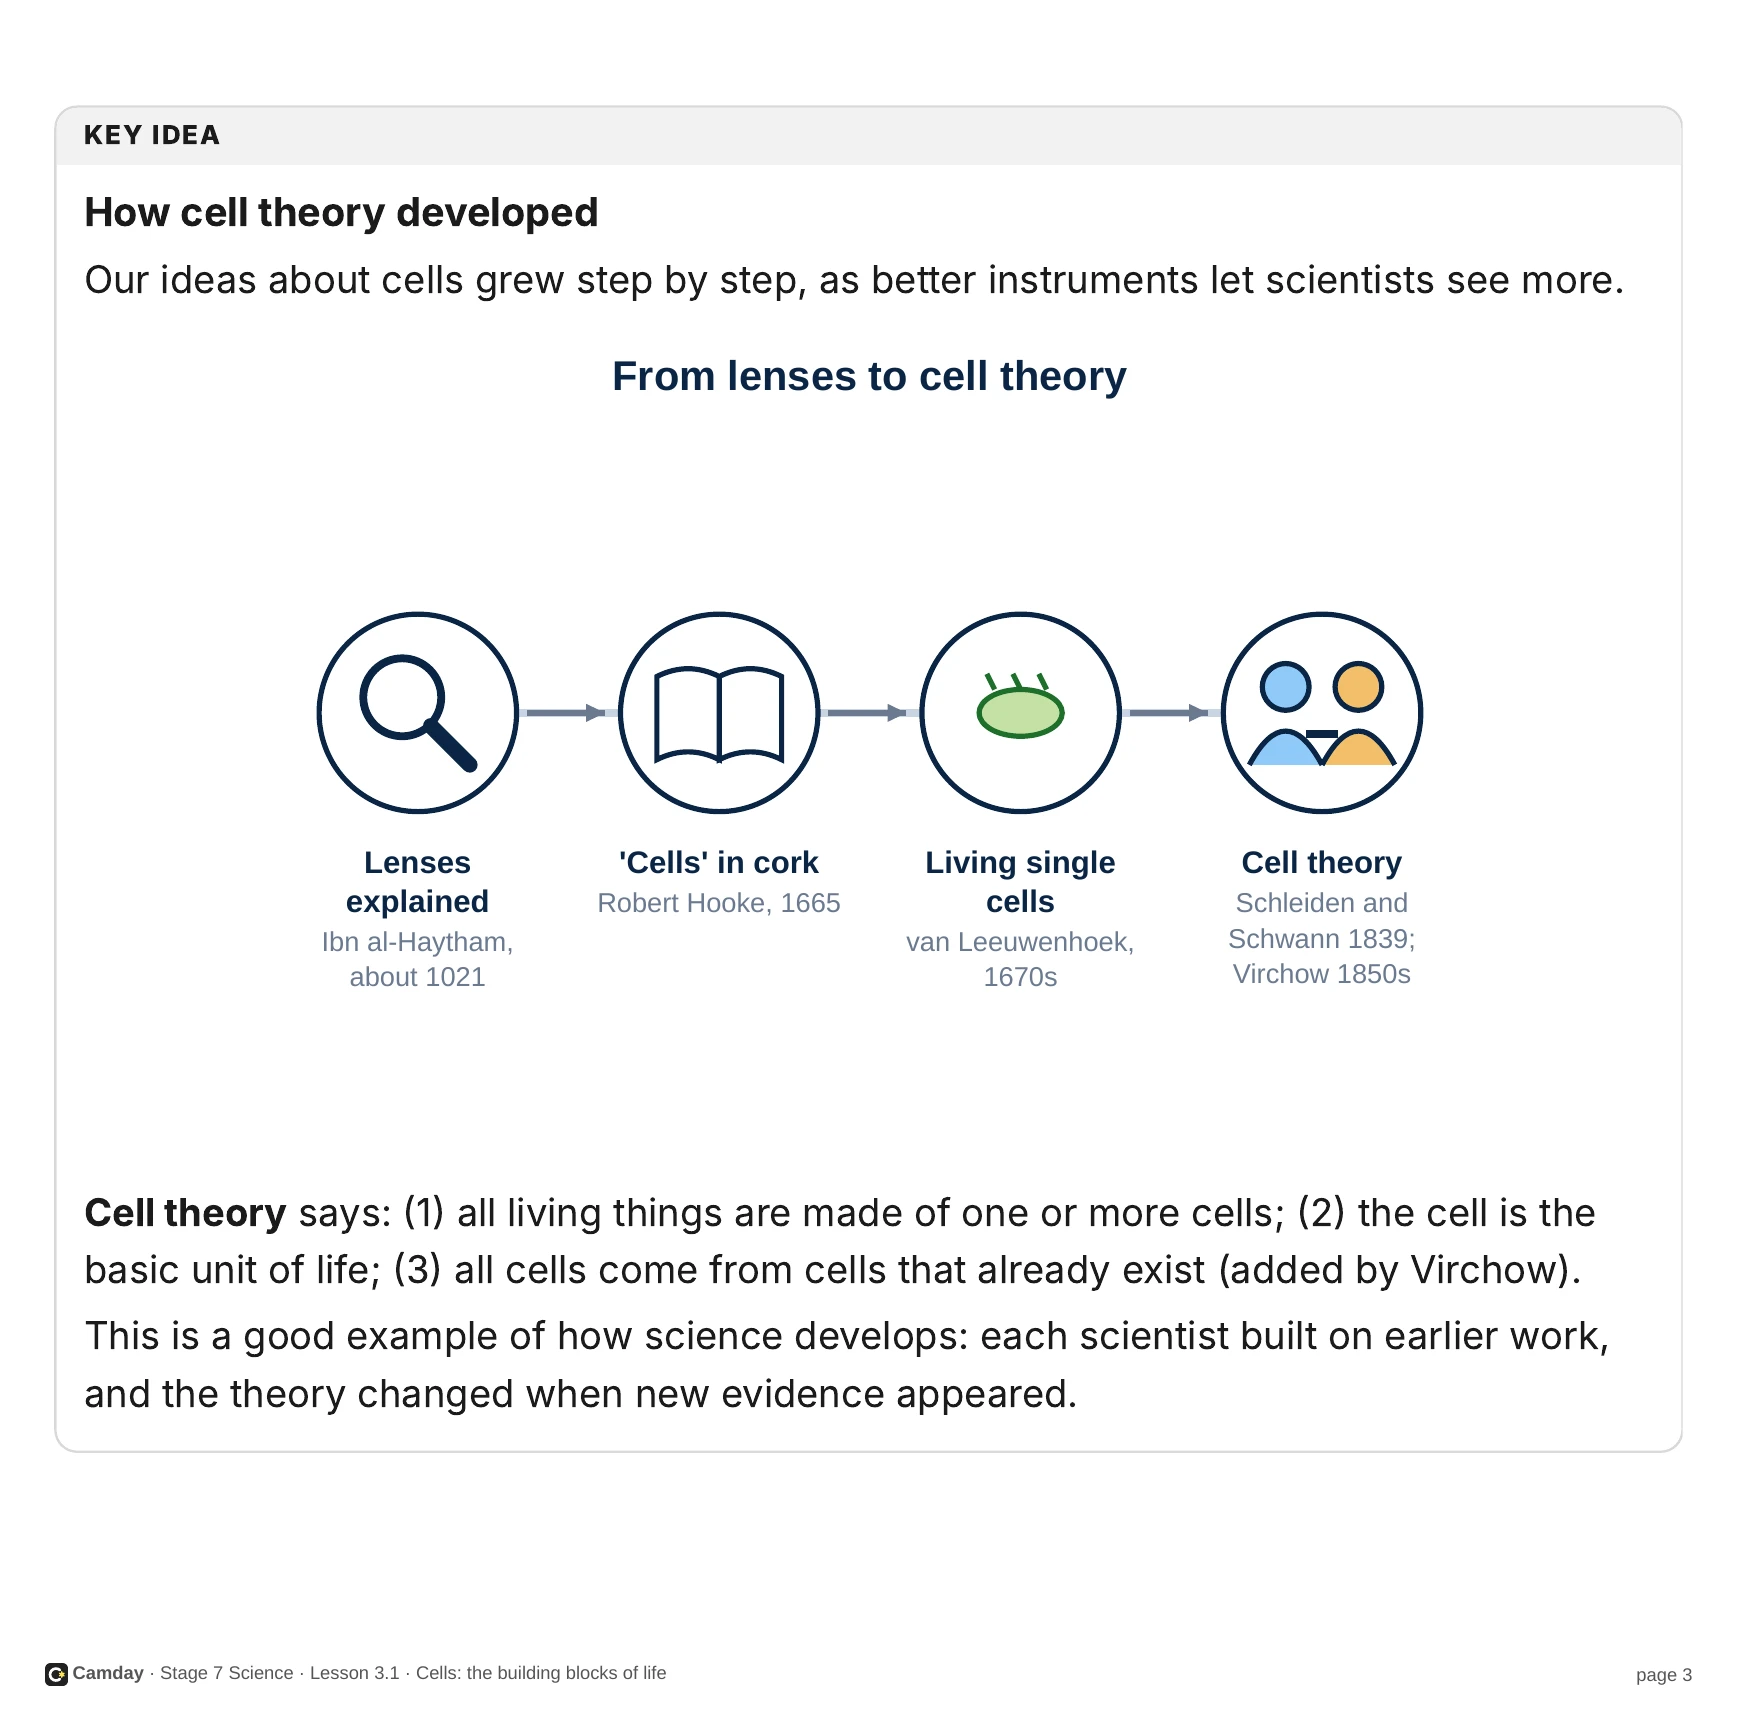 KEY IDEA
How cell theory developed
Our ideas about cells grew step by step, as better instruments let scientists see more.
From lenses to cell theory
Lenses
explained
Ibn al-Haytham,
about 1021
'Cells' in cork
Robert Hooke, 1665
Living single
cells
van Leeuwenhoek,
1670s
Cell theory
Schleiden and
Schwann 1839;
Virchow 1850s
Cell theory says: (1) all living things are made of one or more cells; (2) the cell is the
basic unit of life; (3) all cells come from cells that already exist (added by Virchow).
This is a good example of how science develops: each scientist built on earlier work,
and the theory changed when new evidence appeared.
Camday · Stage 7 Science · Lesson 3.1 · Cells: the building blocks of life
page 3